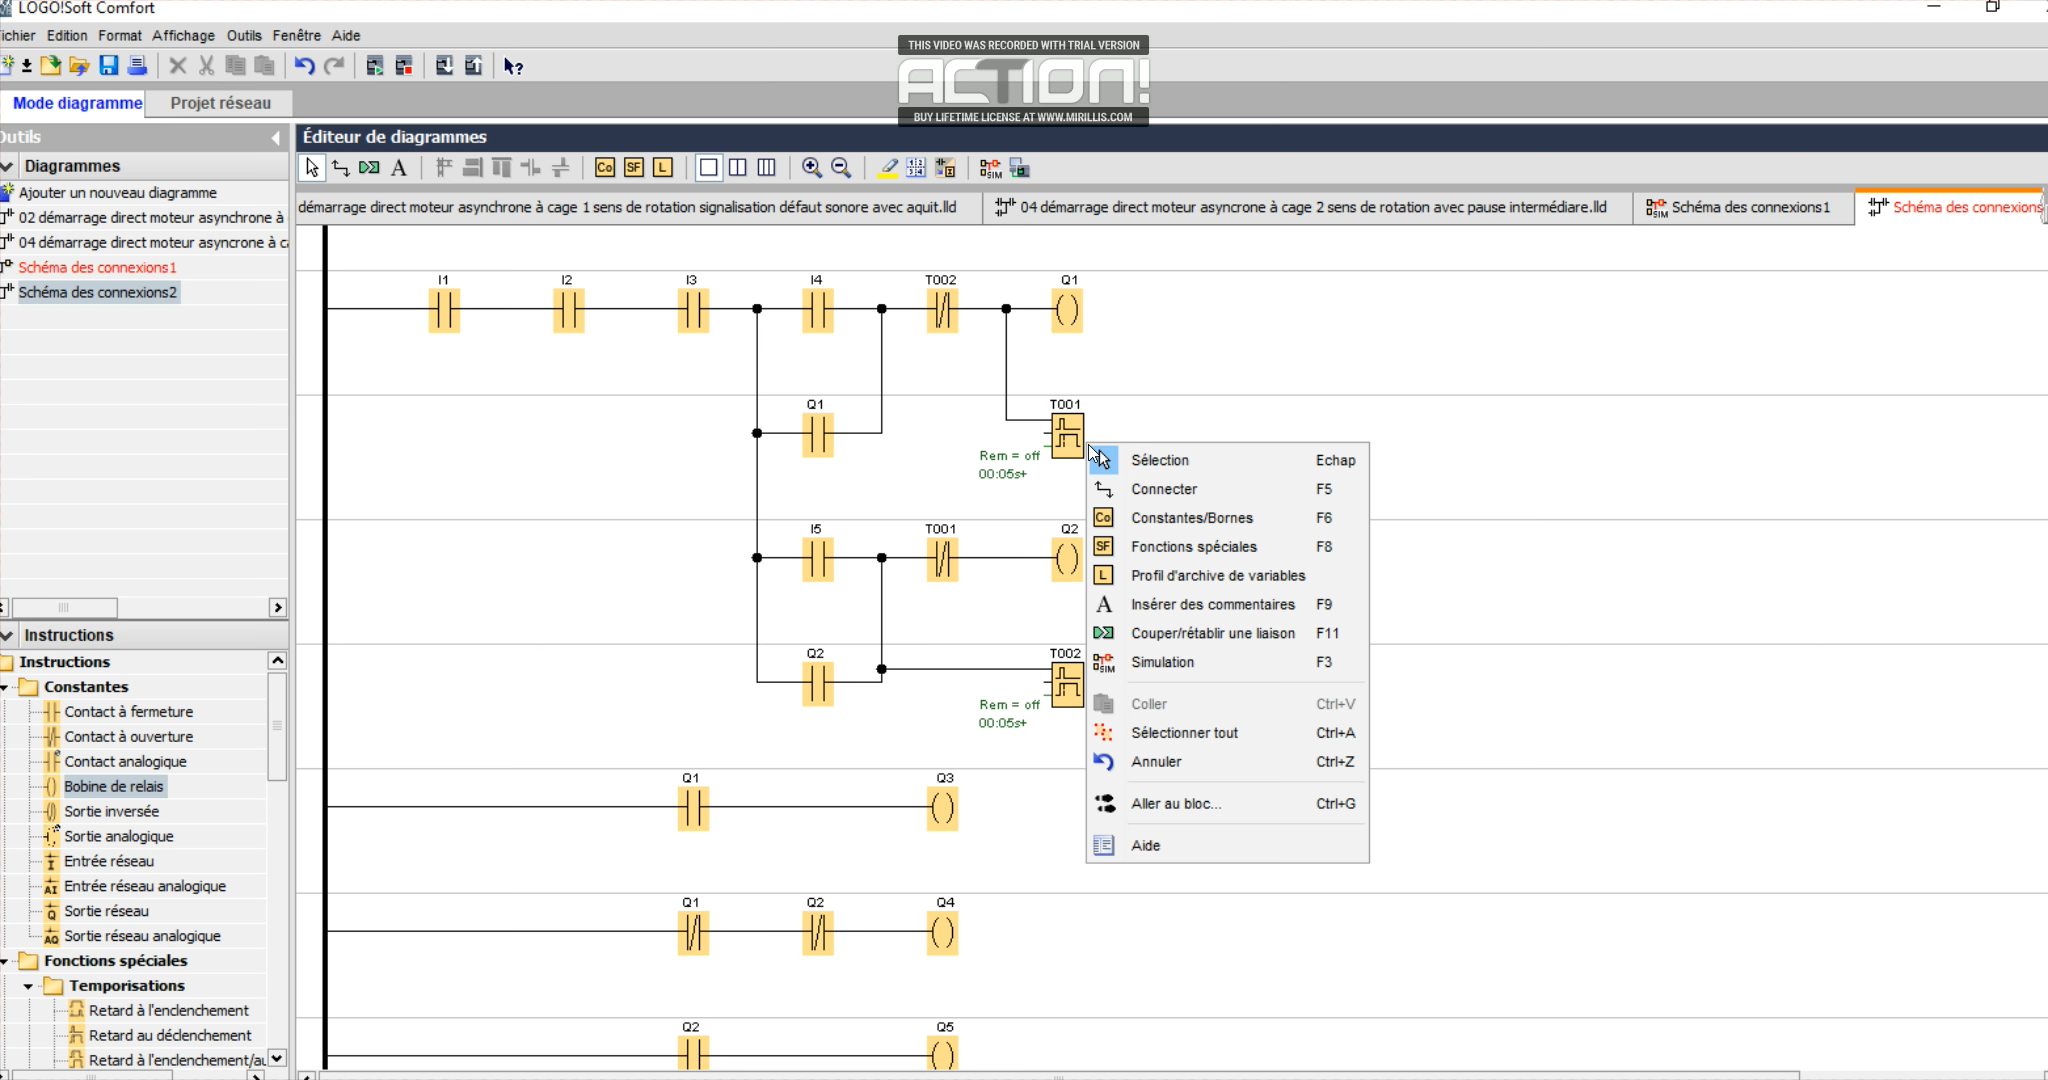 LOGO!Soft Comfort
ichier Edition Format Affichage Outils Fenêtre Aide
THIS VIDEO WAS RECORDED WITH TRIAL VERSION
ACTION!
BUY LIFETIME LICENSE AT WWW.MIRILLIS.COM
Mode diagramme Projet réseau
Outils
Éditeur de diagrammes
Diagrammes
A Co SF L SIM
Ajouter un nouveau diagramme
02 démarrage direct moteur asynchrone à
04 démarrage direct moteur asyncrone à ca
Schéma des connexions1
Schéma des connexions2
démarrage direct moteur asynchrone à cage 1 sens de rotation signalisation défaut sonore avec aquit.lld
04 démarrage direct moteur asyncrone à cage 2 sens de rotation avec pause intermédiare.lld
SIM Schéma des connexions1
Schéma des connexions
I1 I2 I3 I4 T002 Q1
Q1 T001
Rem = off
00:05s+
I5 T001 Q2
Q2 T002
Rem = off
00:05s+
Q1 Q3
Q1 Q2 Q4
Q2 Q5
Sélection Echap
Connecter F5
Co Constantes/Bornes F6
SF Fonctions spéciales F8
L Profil d'archive de variables
A Insérer des commentaires F9
Couper/rétablir une liaison F11
SIM Simulation F3
Coller Ctrl+V
Sélectionner tout Ctrl+A
Annuler Ctrl+Z
Aller au bloc... Ctrl+G
Aide
Instructions
Instructions
Constantes
Contact à fermeture
Contact à ouverture
Contact analogique
Bobine de relais
Sortie inversée
Sortie analogique
I Entrée réseau
AI Entrée réseau analogique
Q Sortie réseau
AQ Sortie réseau analogique
Fonctions spéciales
Temporisations
Retard à l'enclenchement
Retard au déclenchement
Retard à l'enclenchement/au